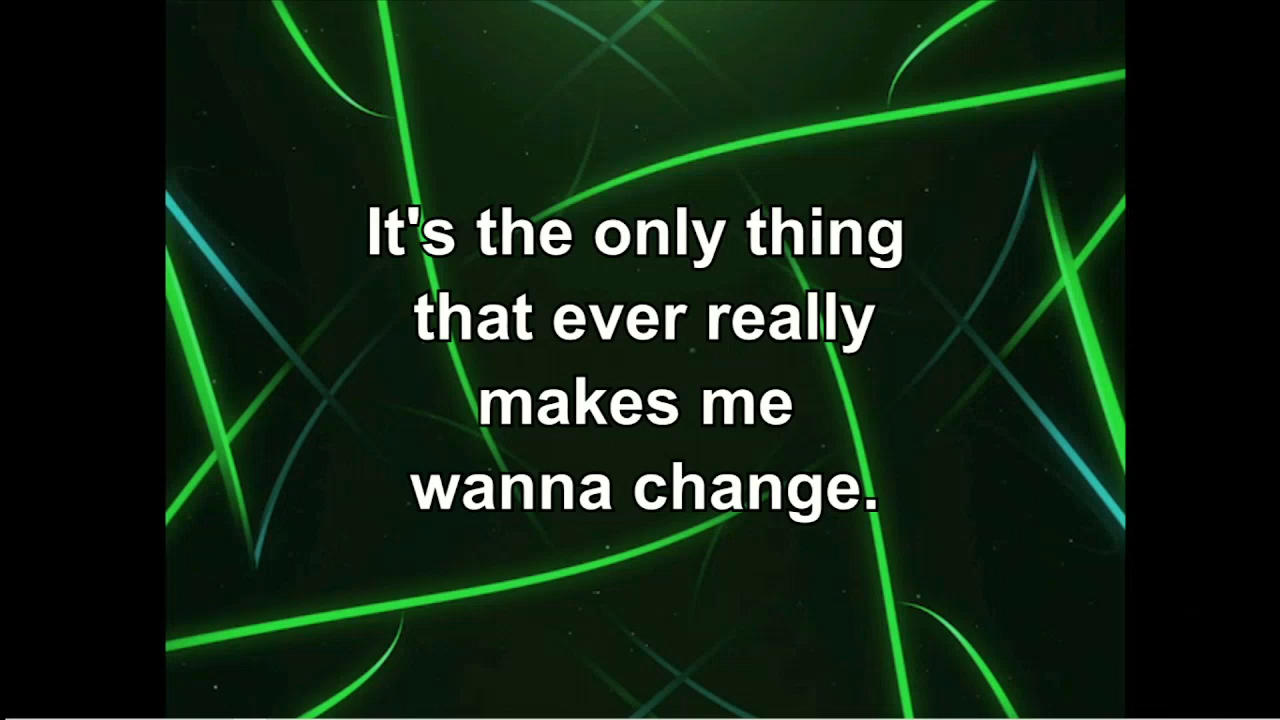 It's the only thing
that ever really
makes me
wanna change.